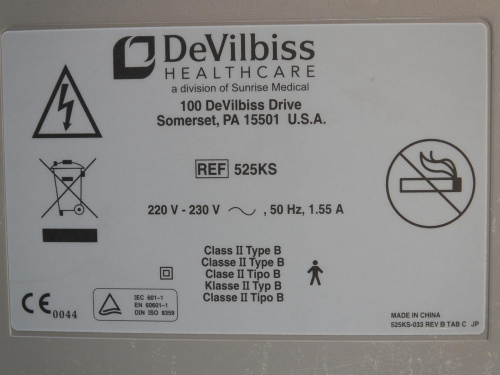 DeVilbiss
HEALTHCARE
a division of Sunrise Medical
100 DeVilbiss Drive
Somerset, PA 15501 U.S.A.
REF 525KS
220 V - 230 V ~ , 50 Hz, 1.55 A
Class II Type B
Classe II Type B
Clase II Tipo B
Klasse II Typ B
Classe II Tipo B
CE 0044
IEC 601-1
EN 60601-1
DIN ISO 8359
MADE IN CHINA
525KS-033 REV B TAB C JP